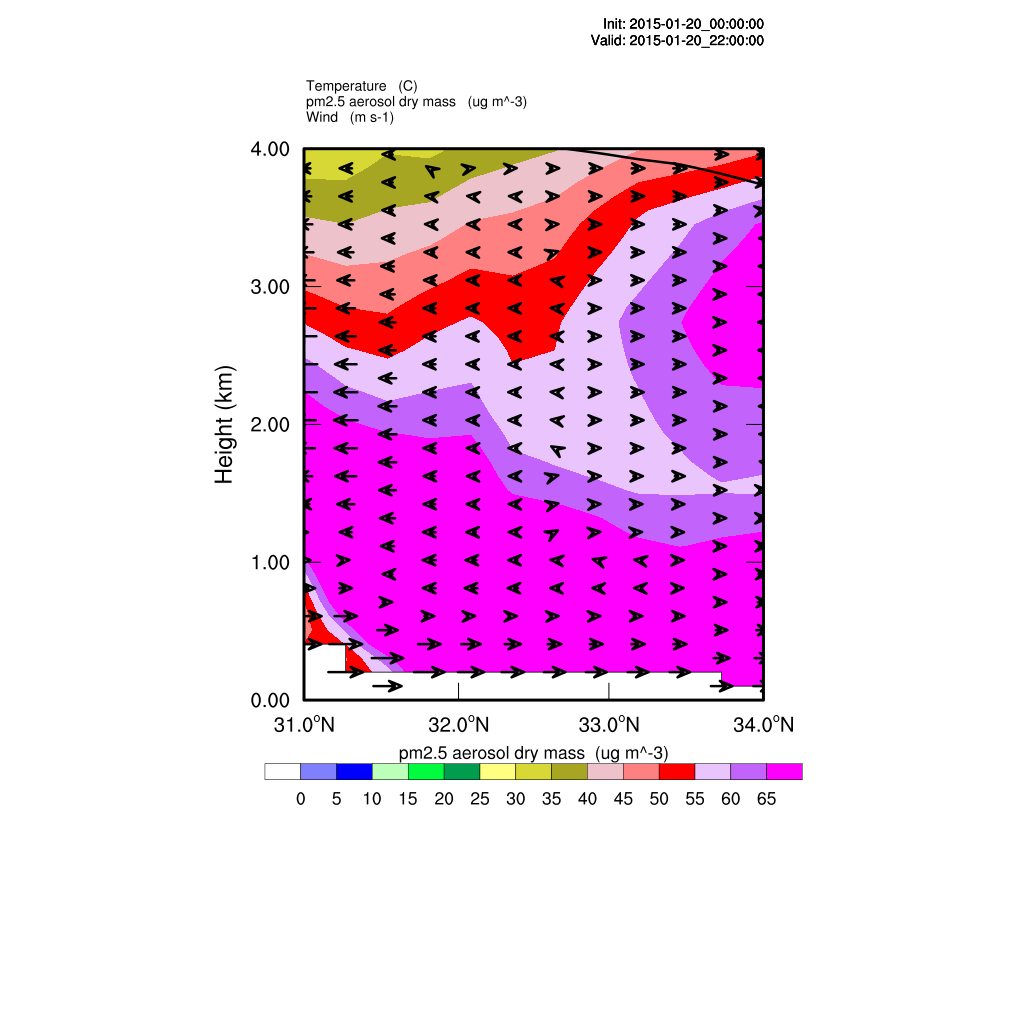 Init: 2015-01-20_00:00:00
Valid: 2015-01-20_22:00:00
Temperature (C)
pm2.5 aerosol dry mass (ug m^-3)
Wind (m s-1)
4.00
3.00
2.00
1.00
0.00
Height (km)
31.0°N 32.0°N 33.0°N 34.0°N
pm2.5 aerosol dry mass (ug m^-3)
0 5 10 15 20 25 30 35 40 45 50 55 60 65